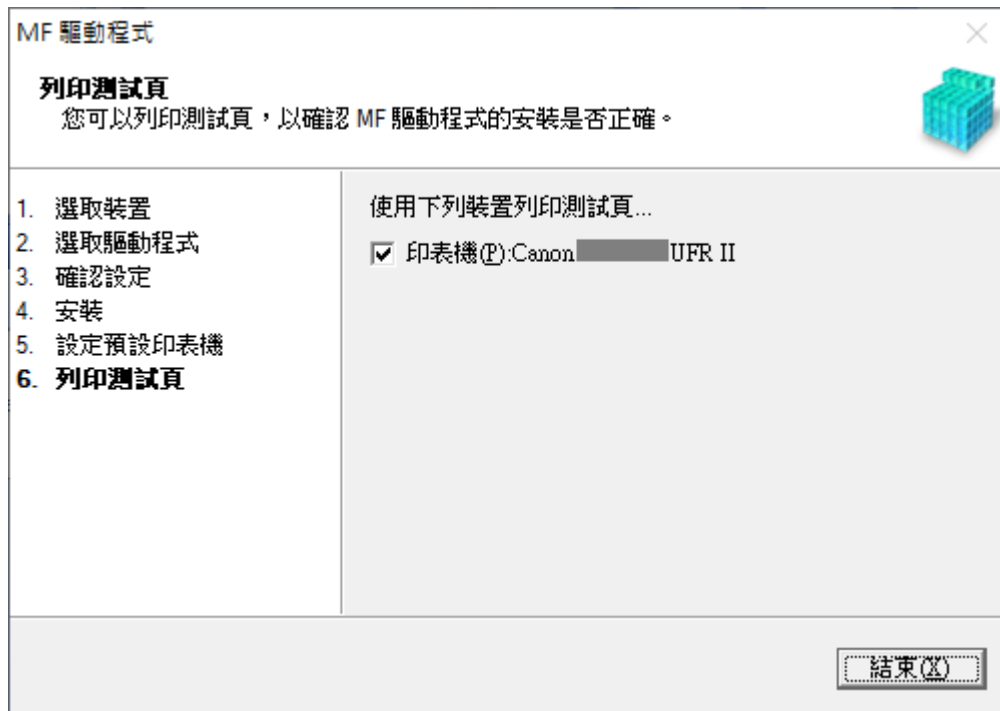 MF 驅動程式
列印測試頁
您可以列印測試頁，以確認 MF 驅動程式的安裝是否正確。
1. 選取裝置
2. 選取驅動程式
3. 確認設定
4. 安裝
5. 設定預設印表機
6. 列印測試頁
使用下列裝置列印測試頁...
印表機(P):Canon UFR II
結束(X)